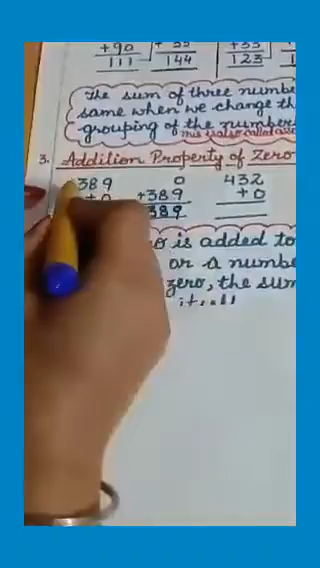 +90 + 35 + 33
111 144 123
The sum of three numbe
same when we change th
grouping of the number
this is also called
3. Addition Property of Zero
389 0 432
+ 0 +389 +0
389
o is added to
or a numbe
zero, the sum
itself